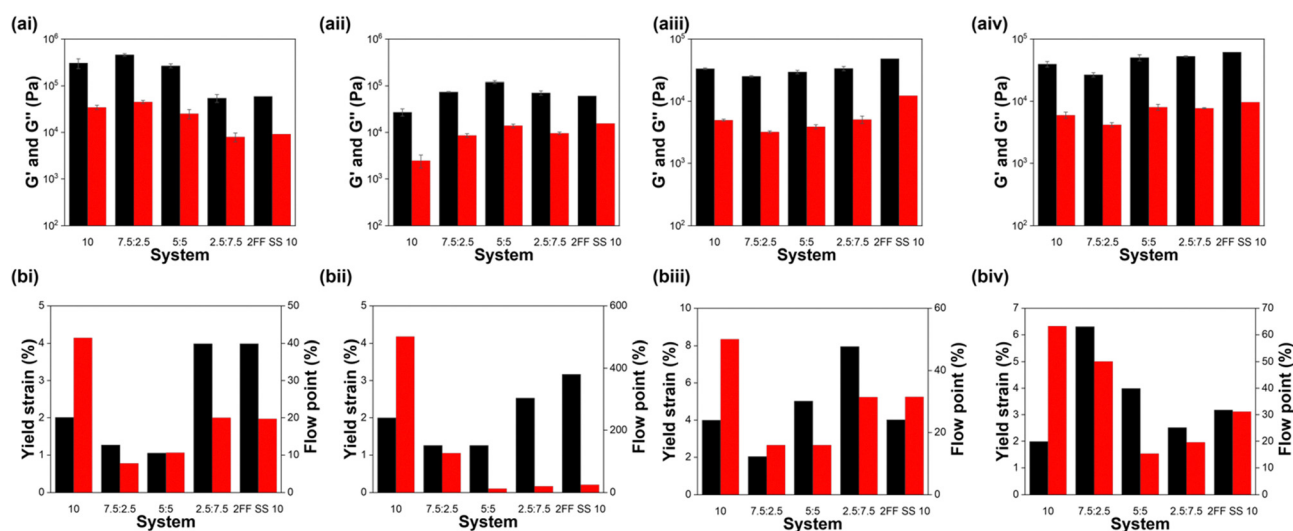 (ai)
G' and G'' (Pa)
10⁶
10⁵
10⁴
10³
10²
10 7.5:2.5 5:5 2.5:7.5 2FF SS 10
System
(aii)
G' and G'' (Pa)
10⁶
10⁵
10⁴
10³
10²
10 7.5:2.5 5:5 2.5:7.5 2FF SS 10
System
(aiii)
G' and G'' (Pa)
10⁵
10⁴
10³
10²
10 7.5:2.5 5:5 2.5:7.5 2FF SS 10
System
(aiv)
G' and G'' (Pa)
10⁵
10⁴
10³
10²
10 7.5:2.5 5:5 2.5:7.5 2FF SS 10
System
(bi)
Yield strain (%)
5
4
3
2
1
0
50
40
30
20
10
0
Flow point (%)
10 7.5:2.5 5:5 2.5:7.5 2FF SS 10
System
(bii)
Yield strain (%)
5
4
3
2
1
0
600
480
360
240
150
0
Flow point (%)
10 7.5:2.5 5:5 2.5:7.5 2FF SS 10
System
(biii)
Yield strain (%)
10
8
6
4
2
0
60
40
20
0
Flow point (%)
10 7.5:2.5 5:5 2.5:7.5 2FF SS 10
System
(biv)
Yield strain (%)
7
6
5
4
3
2
1
0
70
60
50
40
30
20
10
0
Flow point (%)
10 7.5:2.5 5:5 2.5:7.5 2FF SS 10
System